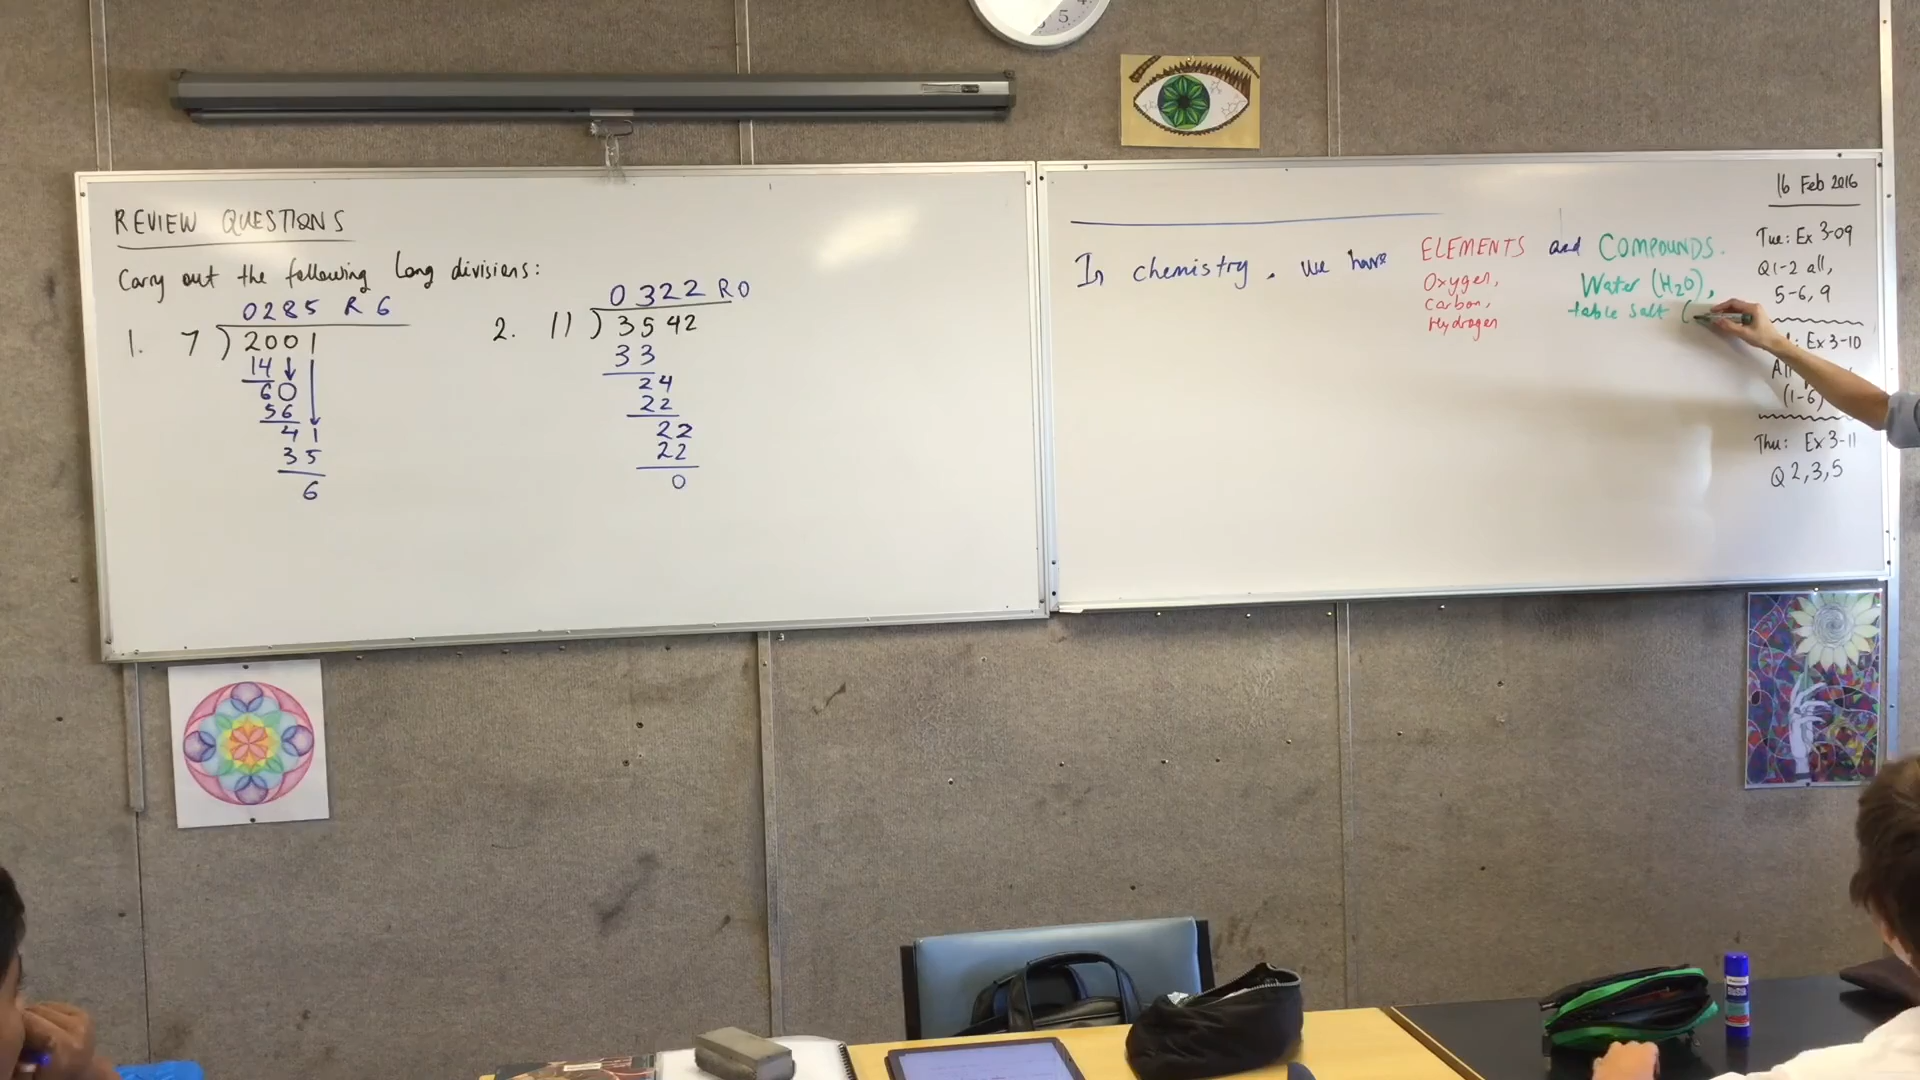 REVIEW QUESTIONS
Carry out the following long divisions:
0285 R 6
1. 7 ) 2001
14
60
56
41
35
6
0322 R0
2. 11 ) 3542
33
24
22
22
22
0
In chemistry, we have ELEMENTS and COMPOUNDS.
Oxygen,
Carbon,
Hydrogen
Water (H₂O),
table salt (
16 Feb 2016
Tue: Ex 3-09
Q1-2 all,
5-6, 9
: Ex 3-10
(1-6)
Thu: Ex 3-11
Q 2,3,5
5 4